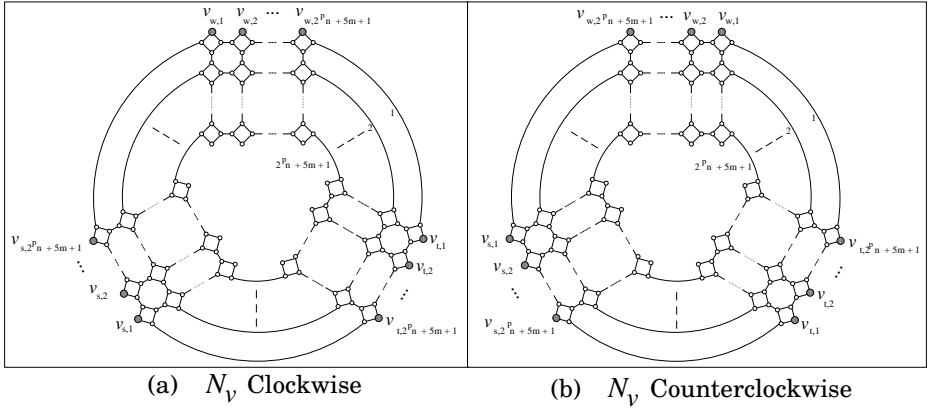 v_{w,1} v_{w,2} ... v_{w,2^{p_n}+5m+1}
1
2
2^{p_n}+5m+1
v_{s,2^{p_n}+5m+1}
v_{t,1}
v_{t,2}
...
...
v_{s,2}
v_{s,1}
v_{t,2^{p_n}+5m+1}
(a) N_v Clockwise
v_{w,2^{p_n}+5m+1} ... v_{w,2} v_{w,1}
1
2
2^{p_n}+5m+1
v_{s,1}
v_{t,2^{p_n}+5m+1}
v_{s,2}
...
...
v_{t,2}
v_{s,2^{p_n}+5m+1}
v_{t,1}
(b) N_v Counterclockwise